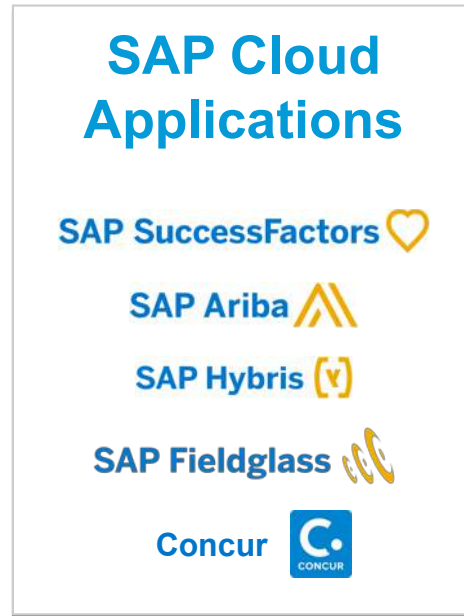 SAP Cloud
Applications
SAP SuccessFactors
SAP Ariba
SAP Hybris (Y)
SAP Fieldglass
Concur C.
CONCUR